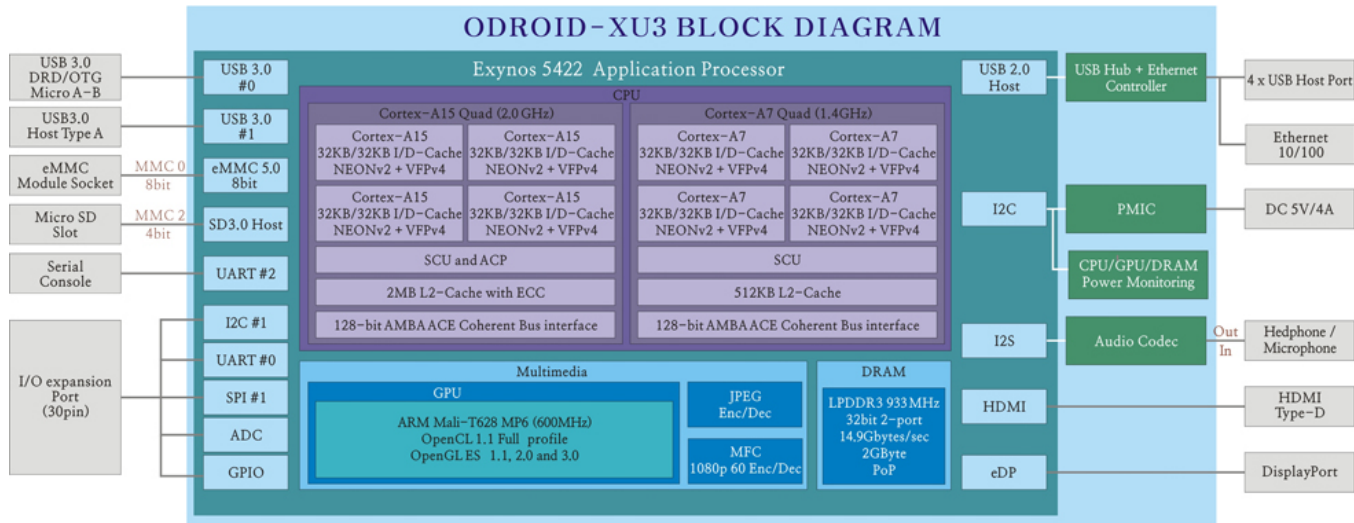 ODROID-XU3 BLOCK DIAGRAM
USB 3.0
DRD/OTG
Micro A-B
USB3.0
Host Type A
eMMC
Module Socket
Micro SD
Slot
Serial
Console
I/O expansion
Port
(30pin)
MMC 0
8bit
MMC 2
4bit
USB 3.0
#0
USB 3.0
#1
eMMC 5.0
8bit
SD3.0 Host
UART #2
I2C #1
UART #0
SPI #1
ADC
GPIO
Exynos 5422 Application Processor
CPU
Cortex-A15 Quad (2.0GHz)
Cortex-A15
32KB/32KB I/D-Cache
NEONv2 + VFPv4
Cortex-A15
32KB/32KB I/D-Cache
NEONv2 + VFPv4
Cortex-A15
32KB/32KB I/D-Cache
NEONv2 + VFPv4
Cortex-A15
32KB/32KB I/D-Cache
NEONv2 + VFPv4
SCU and ACP
2MB L2-Cache with ECC
128-bit AMBA ACE Coherent Bus interface
Cortex-A7 Quad (1.4GHz)
Cortex-A7
32KB/32KB I/D-Cache
NEONv2 + VFPv4
Cortex-A7
32KB/32KB I/D-Cache
NEONv2 + VFPv4
Cortex-A7
32KB/32KB I/D-Cache
NEONv2 + VFPv4
Cortex-A7
32KB/32KB I/D-Cache
NEONv2 + VFPv4
SCU
512KB L2-Cache
128-bit AMBA ACE Coherent Bus interface
Multimedia
GPU
ARM Mali-T628 MP6 (600MHz)
OpenCL 1.1 Full profile
OpenGL ES 1.1, 2.0 and 3.0
JPEG
Enc/Dec
MFC
1080p 60 Enc/Dec
DRAM
LPDDR3 933MHz
32bit 2-port
14,9Gbytes/sec
2GByte
PoP
USB 2.0
Host
I2C
I2S
HDMI
eDP
USB Hub + Ethernet
Controller
PMIC
CPU/GPU/DRAM
Power Monitoring
Audio Codec
Out
In
4 x USB Host Port
Ethernet
10/100
DC 5V/4A
Hedphone /
Microphone
HDMI
Type-D
DisplayPort